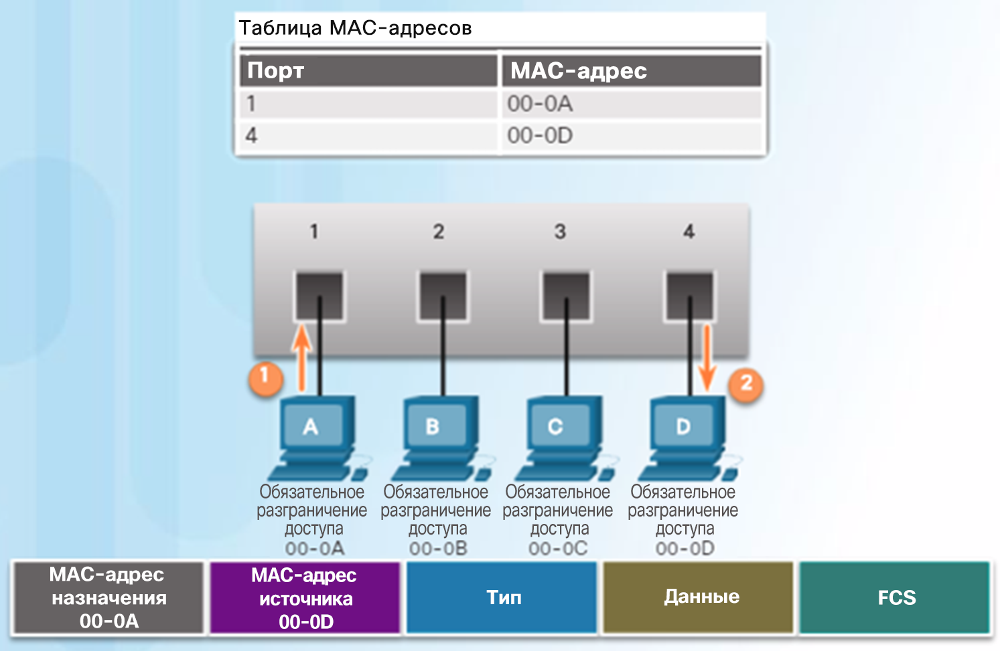 Таблица MAC-адресов
Порт MAC-адрес
1 00-0A
4 00-0D
1 2 3 4
1 2
A B C D
Обязательное Обязательное Обязательное Обязательное
разграничение разграничение разграничение разграничение
доступа доступа доступа доступа
00-0A 00-0B 00-0C 00-0D
MAC-адрес
назначения
00-0A
MAC-адрес
источника
00-0D
Тип
Данные
FCS